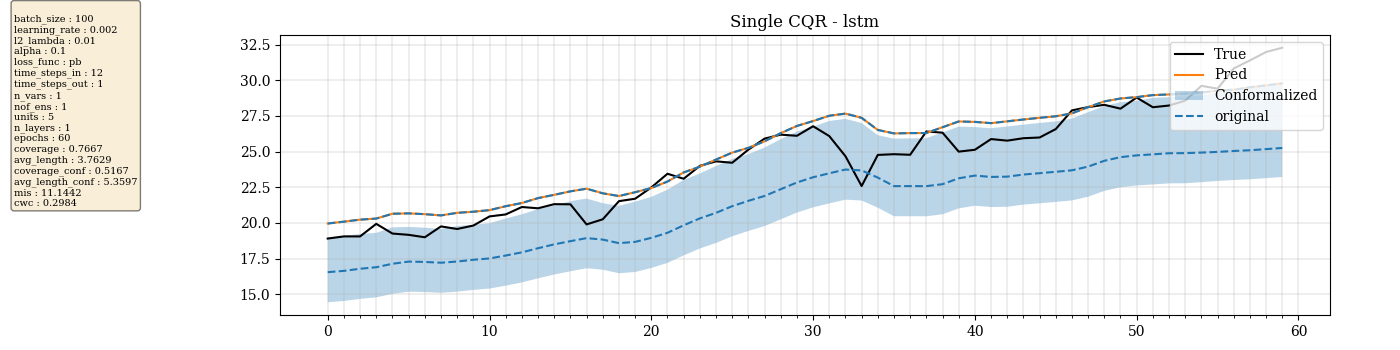 batch_size : 100
learning_rate : 0.002
l2_lambda : 0.01
alpha : 0.1
loss_func : pb
time_steps_in : 12
time_steps_out : 1
n_vars : 1
nof_ens : 1
units : 5
n_layers : 1
epochs : 60
coverage : 0.7667
avg_length : 3.7629
coverage_conf : 0.5167
avg_length_conf : 5.3597
mis : 11.1442
cwc : 0.2984
Single CQR - lstm
32.5
30.0
27.5
25.0
22.5
20.0
17.5
15.0
0 10 20 30 40 50 60
True
Pred
Conformalized
original